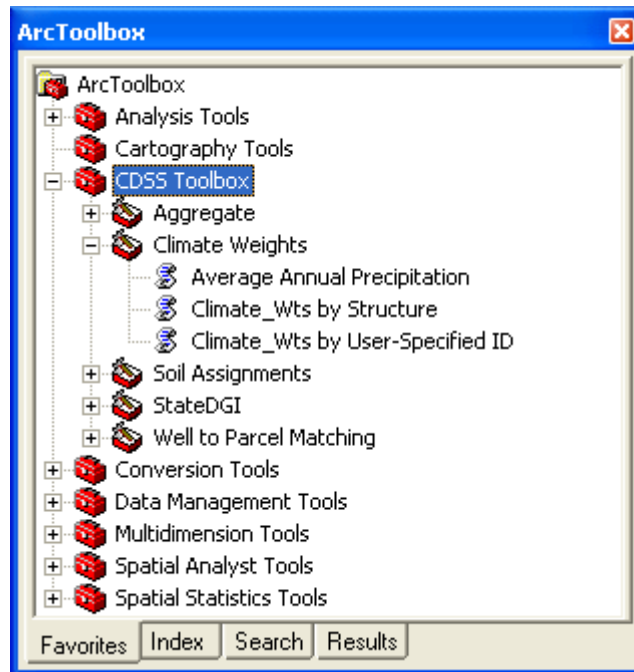 ArcToolbox
ArcToolbox
Analysis Tools
Cartography Tools
CDSS Toolbox
Aggregate
Climate Weights
Average Annual Precipitation
Climate_Wts by Structure
Climate_Wts by User-Specified ID
Soil Assignments
StateDGI
Well to Parcel Matching
Conversion Tools
Data Management Tools
Multidimension Tools
Spatial Analyst Tools
Spatial Statistics Tools
Favorites Index Search Results